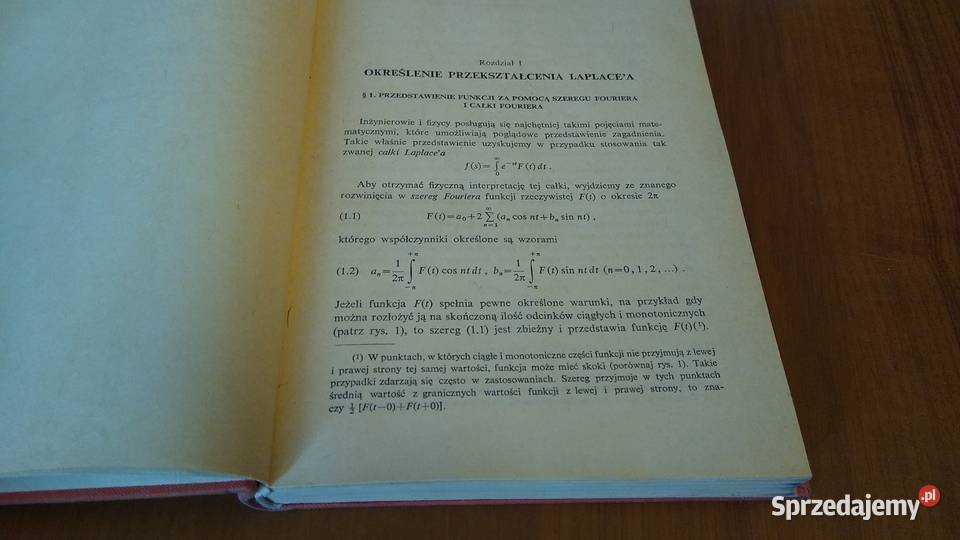 Rozdział 1
OKREŚLENIE PRZEKSZTAŁCENIA LAPLACE'A
§ 1. PRZEDSTAWIENIE FUNKCJI ZA POMOCĄ SZEREGU FOURIERA
I CAŁKI FOURIERA
Inżynierowie i fizycy posługują się najchętniej takimi pojęciami mate-
matycznymi, które umożliwiają poglądowe przedstawienie zagadnienia.
Takie właśnie przedstawienie uzyskujemy w przypadku stosowania tak
zwanej całki Laplace'a
f(s)=∫₀^∞ e^{-st}F(t)dt.
Aby otrzymać fizyczną interpretację tej całki, wyjdziemy ze znanego
rozwinięcia w szereg Fouriera funkcji rzeczywistej F(t) o okresie 2π
(1.1) F(t)=a₀+2 ∑_{n=1}^∞ (aₙ cos nt+bₙ sin nt),
którego współczynniki określone są wzorami
(1.2) aₙ=1/2π ∫_{-π}^{+π} F(t) cos nt dt, bₙ=1/2π ∫_{-π}^{+π} F(t) sin nt dt (n=0,1,2,...).
Jeżeli funkcja F(t) spełnia pewne określone warunki, na przykład gdy
można rozłożyć ją na skończoną ilość odcinków ciągłych i monotonicznych
(patrz rys. 1), to szereg (1.1) jest zbieżny i przedstawia funkcję F(t)(¹).
(¹) W punktach, w których ciągłe i monotoniczne części funkcji nie przyjmują z lewej
i prawej strony tej samej wartości, funkcja może mieć skoki (porównaj rys. 1). Takie
przypadki zdarzają się często w zastosowaniach. Szereg przyjmuje w tych punktach
średnią wartość z granicznych wartości funkcji z lewej i prawej strony, to zna-
czy ½ [F(t−0)+F(t+0)].
Sprzedajemy.pl